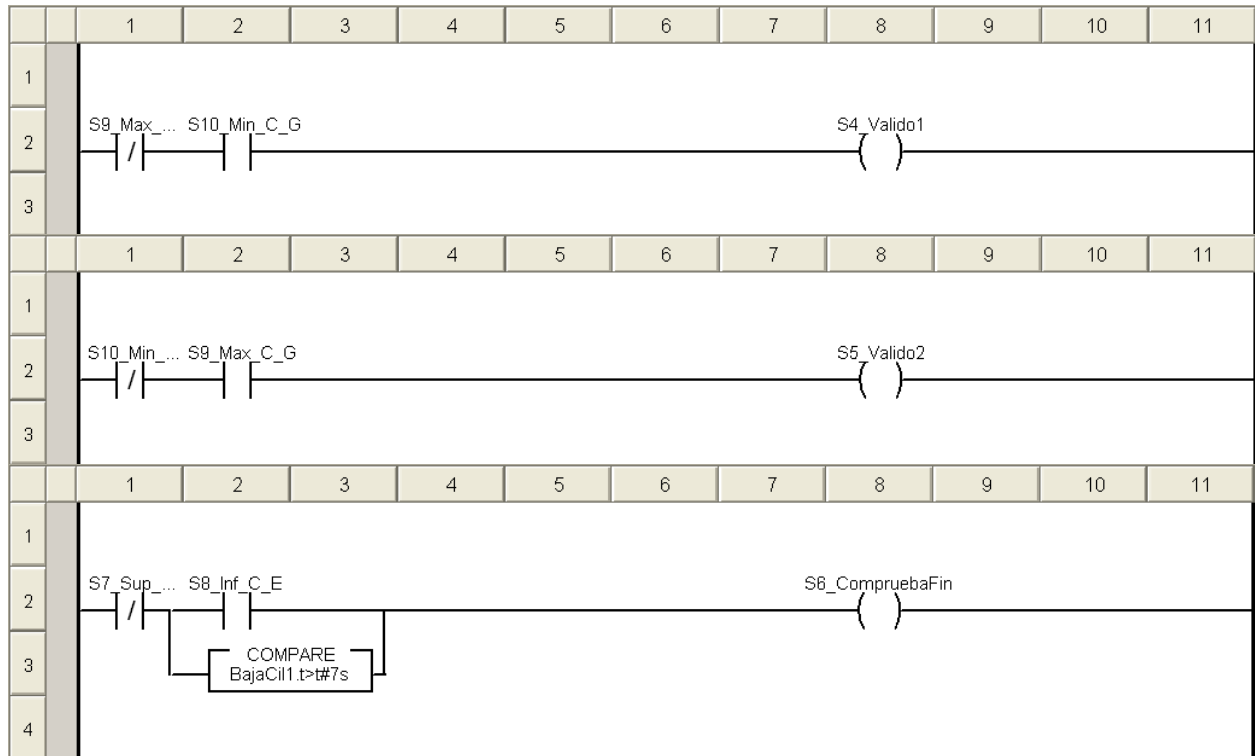 1 2 3 4 5 6 7 8 9 10 11
1
S9_Max_... S10_Min_C_G S4_Valido1
2
3
1 2 3 4 5 6 7 8 9 10 11
1
S10_Min_... S9_Max_C_G S5_Valido2
2
3
1 2 3 4 5 6 7 8 9 10 11
1
S7_Sup_... S8_Inf_C_E S6_CompruebaFin
2
COMPARE
3
BajaCil1.t>t#7s
4